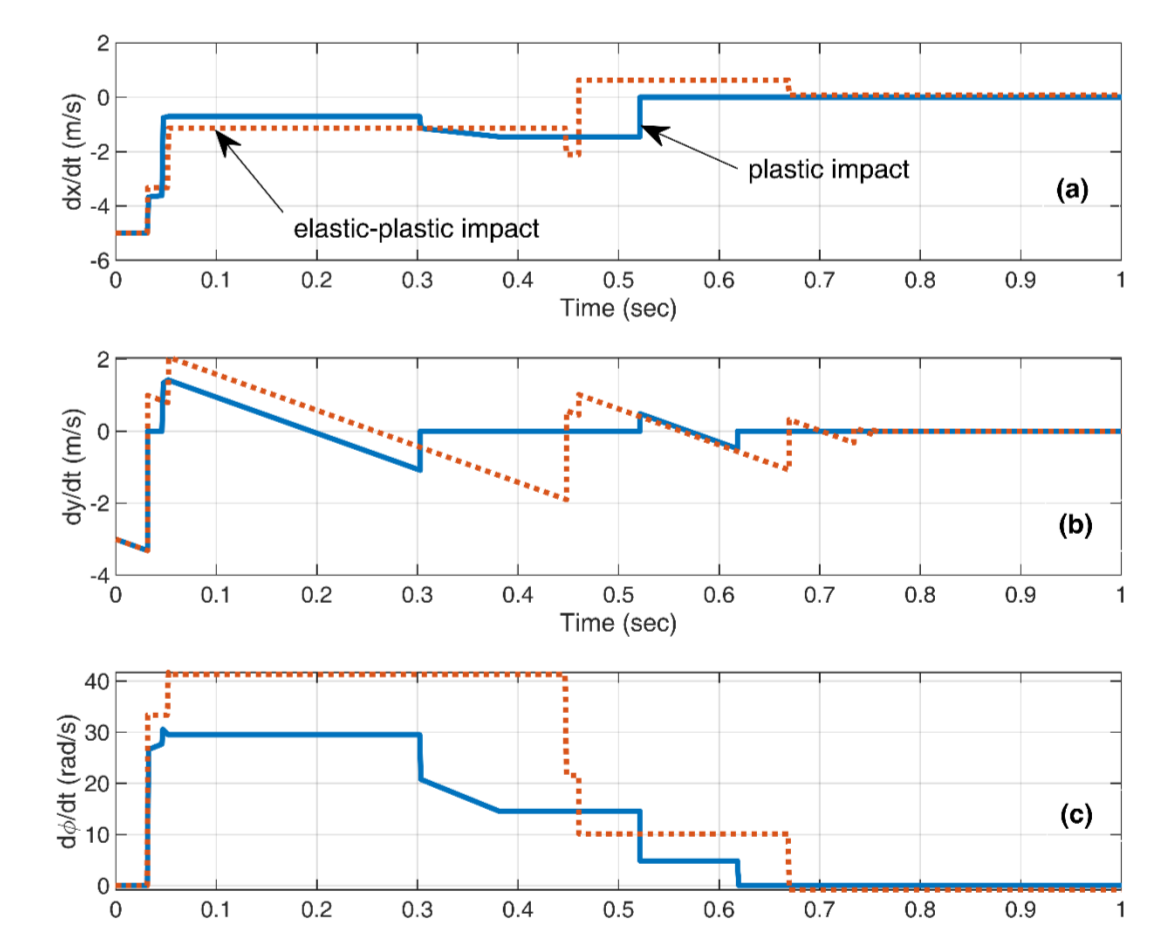 2
0
-2
-4
-6
dx/dt (m/s)
elastic-plastic impact
plastic impact
(a)
0 0.1 0.2 0.3 0.4 0.5 0.6 0.7 0.8 0.9 1
Time (sec)
2
0
-2
-4
dy/dt (m/s)
(b)
0 0.1 0.2 0.3 0.4 0.5 0.6 0.7 0.8 0.9 1
Time (sec)
40
30
20
10
0
dϕ/dt (rad/s)
(c)
0 0.1 0.2 0.3 0.4 0.5 0.6 0.7 0.8 0.9 1